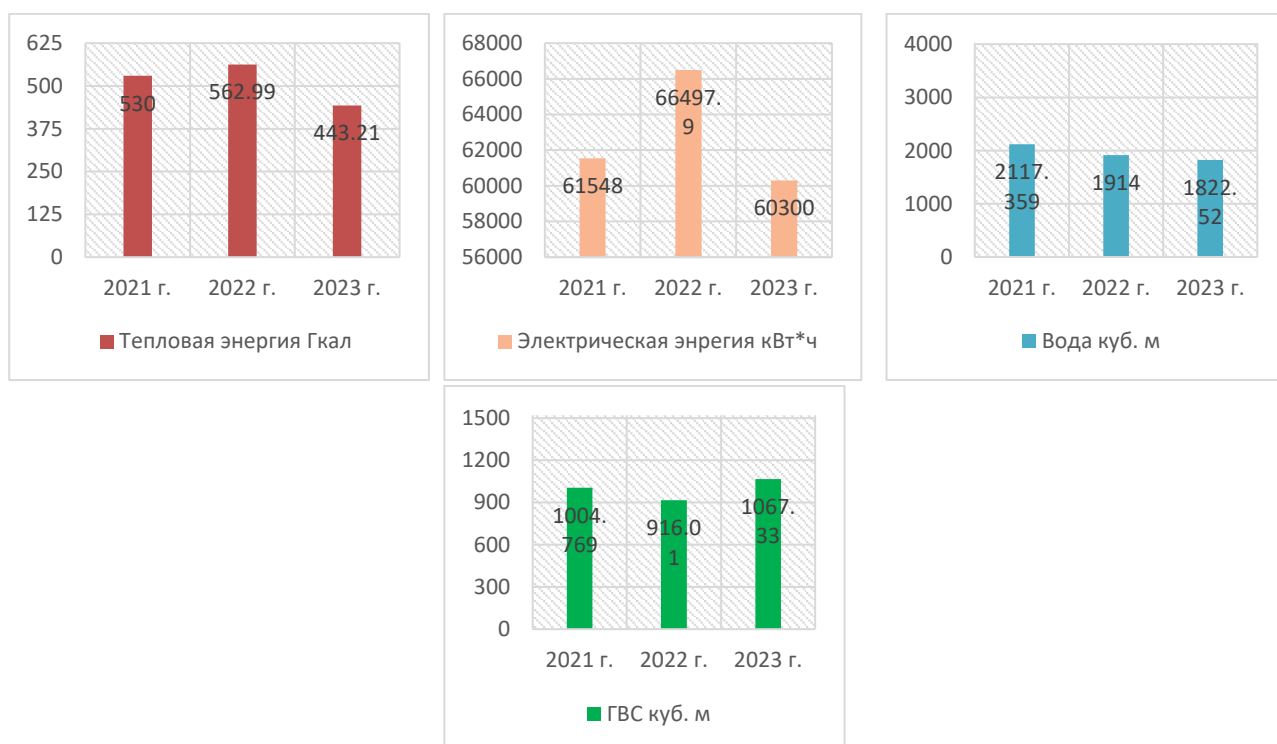 625
500
375
250
125
0
530
562.99
443.21
2021 г.
2022 г.
2023 г.
Тепловая энергия Гкал
68000
66000
64000
62000
60000
58000
56000
61548
66497.
9
60300
2021 г.
2022 г.
2023 г.
Электрическая энрегия кВт*ч
4000
3000
2000
1000
0
2117.
359
1914
1822.
52
2021 г.
2022 г.
2023 г.
Вода куб. м
1500
1200
900
600
300
0
1004.
769
916.0
1
1067.
33
2021 г.
2022 г.
2023 г.
ГВС куб. м